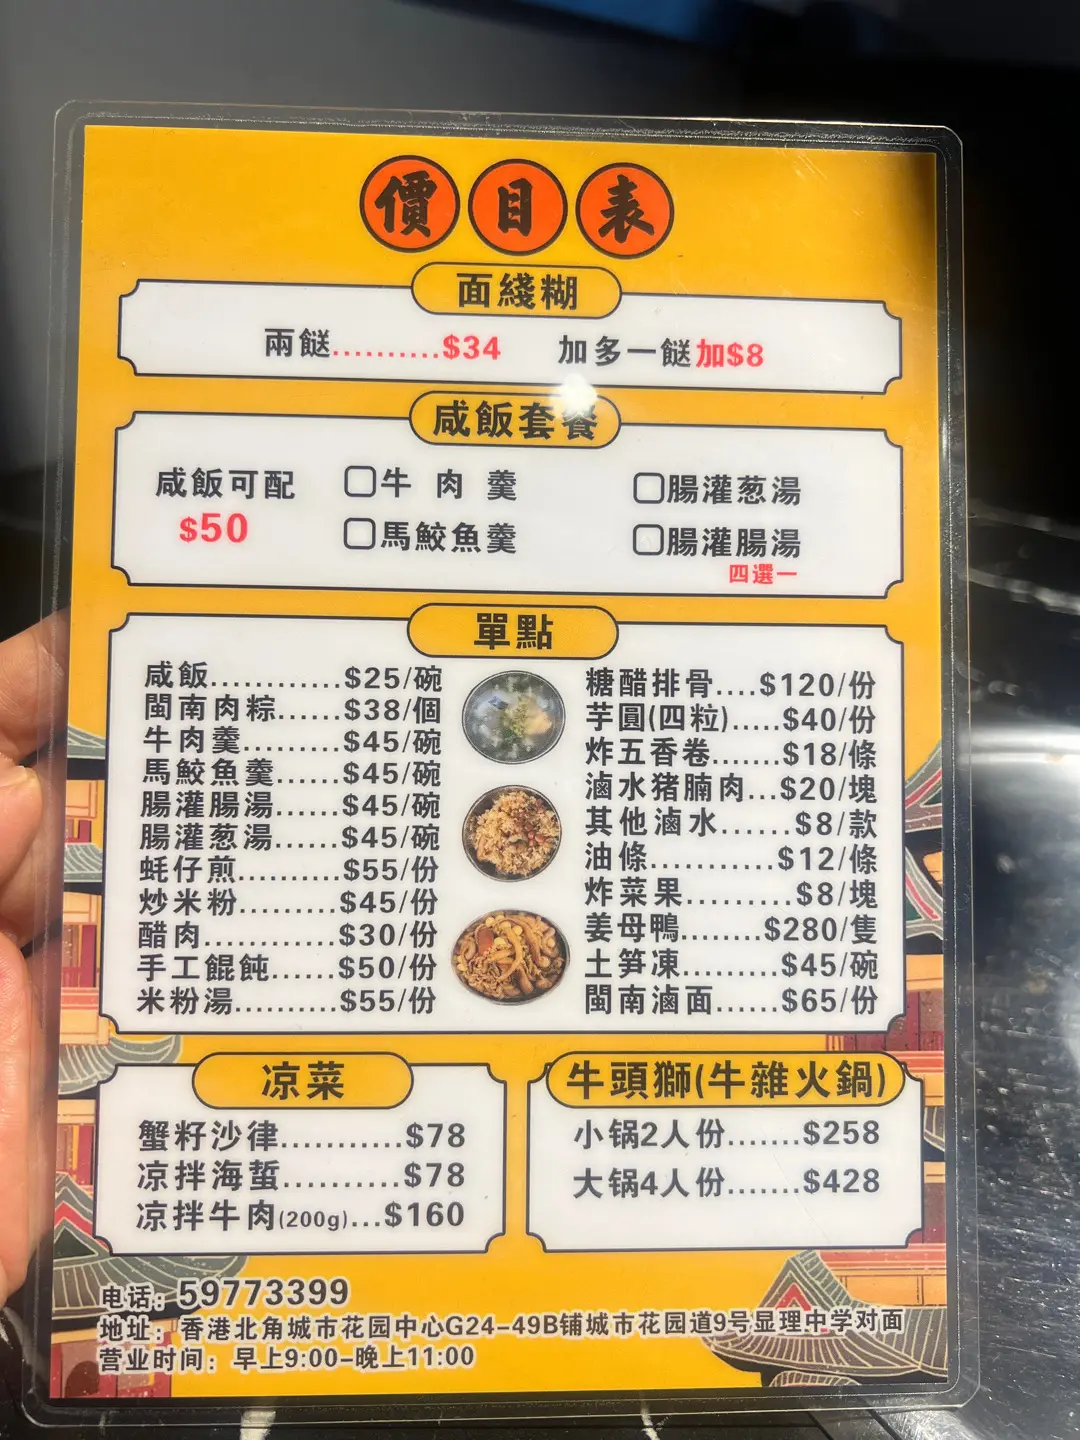 價目表
面綫糊
兩餸..........$34 加多一餸加$8
咸飯套餐
咸飯可配 $50
牛肉羹
腸灌葱湯
馬鮫魚羹
腸灌腸湯
四選一
單點
咸飯............$25/碗
閩南肉粽......$38/個
牛肉羹.........$45/碗
馬鮫魚羹......$45/碗
腸灌腸湯......$45/碗
腸灌葱湯......$45/碗
蚝仔煎..........$55/份
炒米粉.........$45/份
醋肉............$30/份
手工餛飩......$50/份
米粉湯..........$55/份
糖醋排骨....$120/份
芋圓(四粒).....$40/份
炸五香卷.......$18/條
滷水猪腩肉...$20/塊
其他滷水.......$8/款
油條...........$12/條
炸菜果..........$8/塊
姜母鴨........$280/隻
土笋凍.........$45/碗
閩南滷面......$65/份
凉菜
蟹籽沙律...........$78
凉拌海蜇...........$78
凉拌牛肉(200g)...$160
牛頭獅(牛雜火鍋)
小锅2人份.......$258
大锅4人份.......$428
电话：59773399
地址：香港北角城市花园中心G24-49B铺城市花园道9号显理中学对面
营业时间：早上9:00-晚上11:00